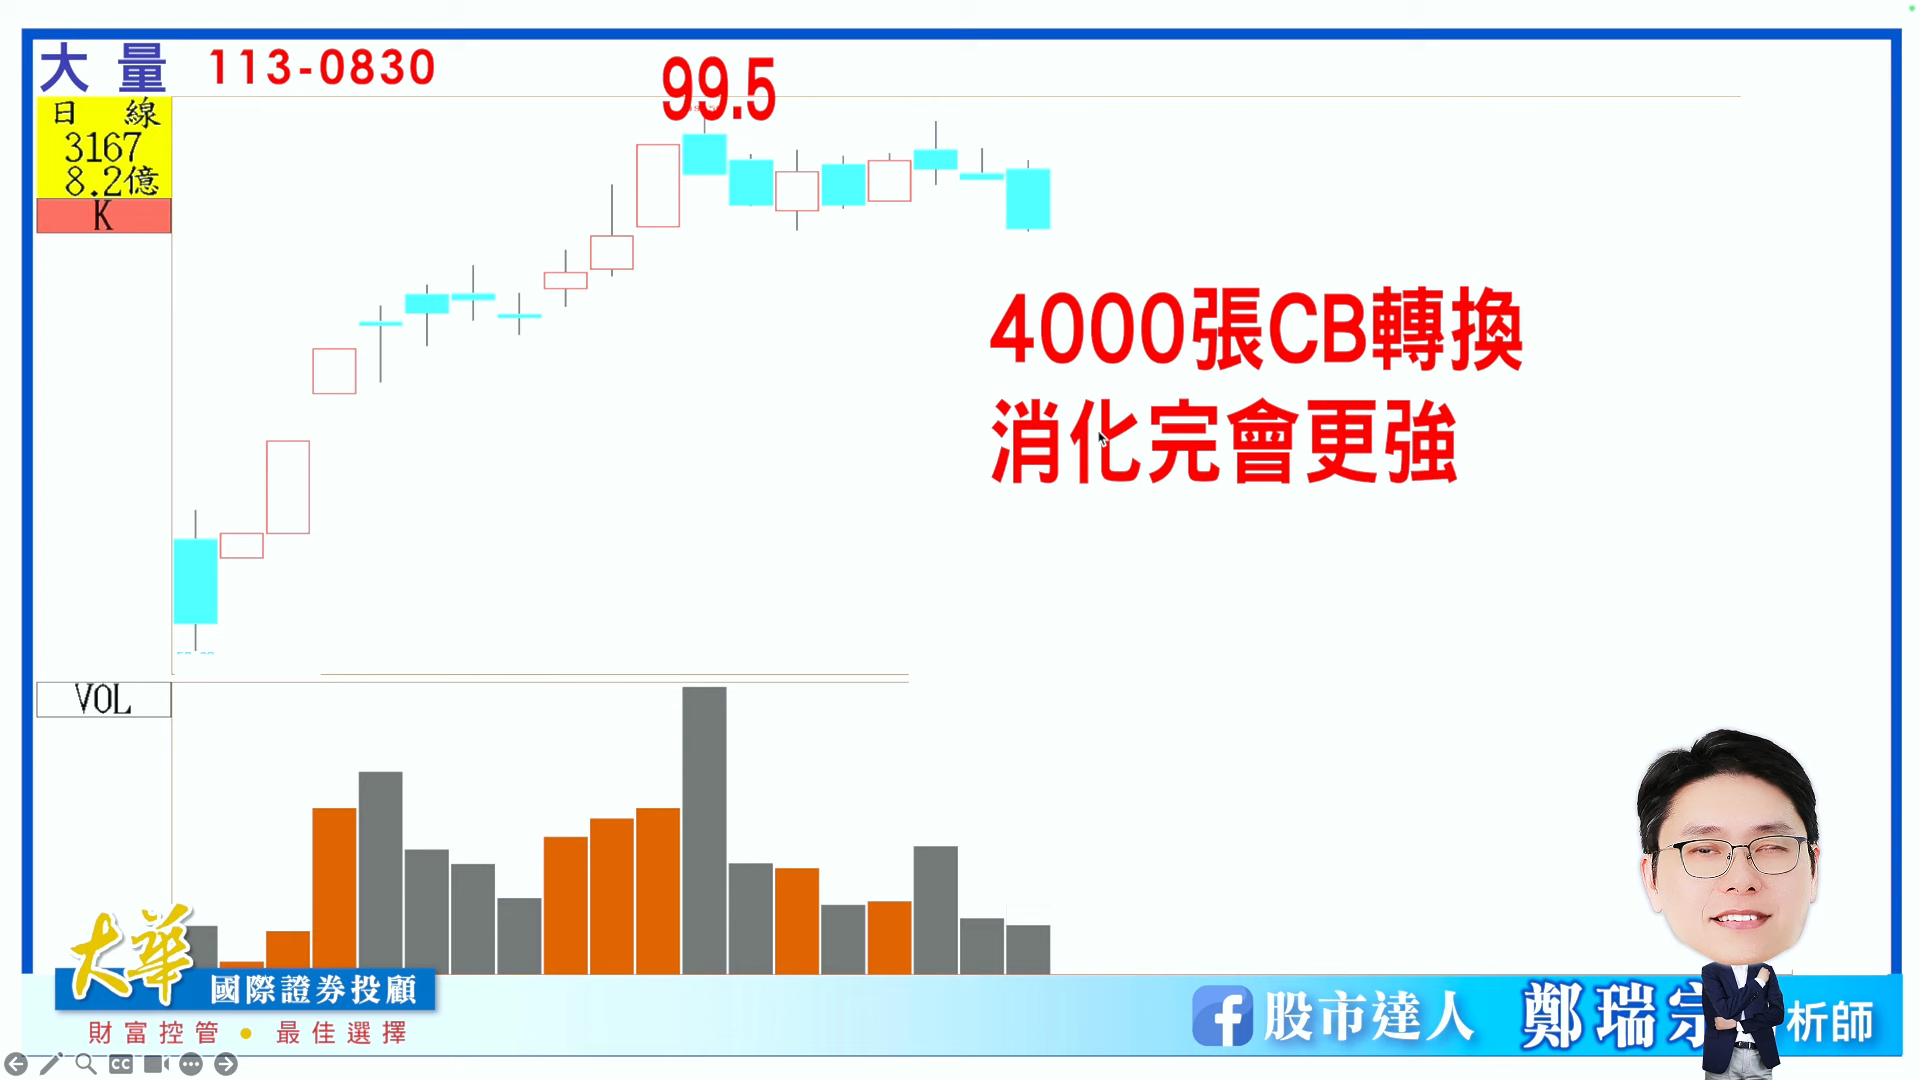 大量 113-0830
99.5
日線
3167
8.2億
K
4000張CB轉換
消化完會更強
VOL
大華 國際證券投顧
財富控管 • 最佳選擇
股市達人 鄭瑞宗 析師
CC